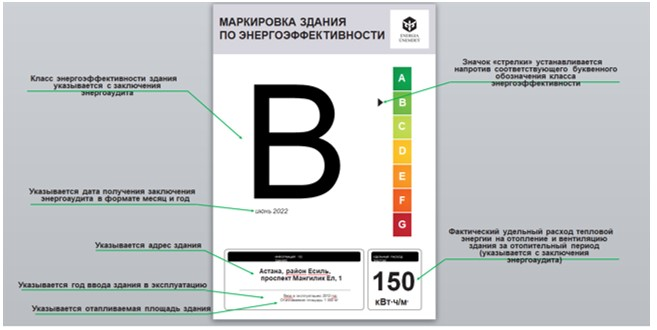 МАРКИРОВКА ЗДАНИЯ
ПО ЭНЕРГОЭФФЕКТИВНОСТИ
ENERGIA
ÚNEMDEÝ
Класс энергоэффективности здания
указывается с заключения
энергоаудита
Значок «стрелки» устанавливается
напротив соответствующего буквенного
обозначения класса
энергоэффективности
B
A
B
C
D
E
F
G
Указывается дата получения заключения
энергоаудита в формате месяц и год
июнь 2022
Указывается адрес здания
Астана, район Есиль,
проспект Мангилик Ел, 1
Указывается год ввода здания в эксплуатацию
Указывается отапливаемая площадь здания
150
кВт·ч/м
Фактический удельный расход тепловой
энергии на отопление и вентиляцию
здания за отопительный период
(указывается с заключения
энергоаудита)